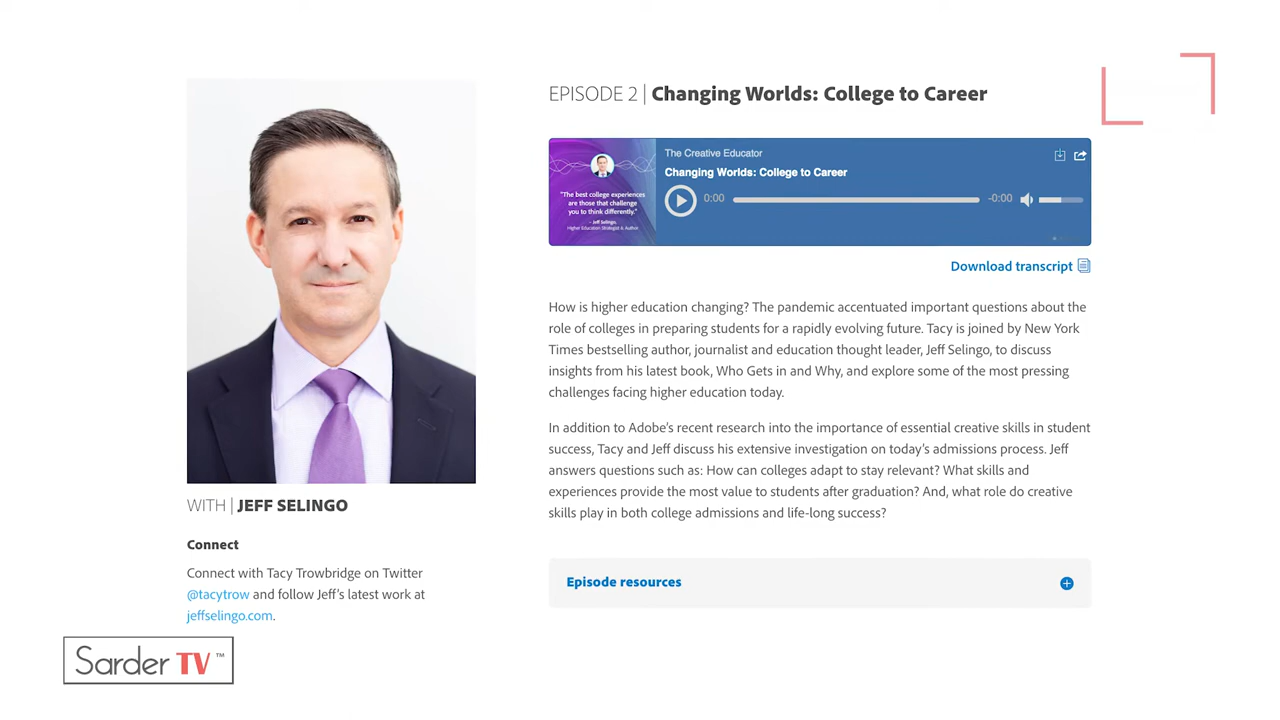 EPISODE 2 | Changing Worlds: College to Career
The Creative Educator
Changing Worlds: College to Career
0:00
-0:00
"The best college experiences
are those that challenge
you to think differently."
– Jeff Selingo,
Higher Education Strategist & Author
Download transcript
How is higher education changing? The pandemic accentuated important questions about the
role of colleges in preparing students for a rapidly evolving future. Tacy is joined by New York
Times bestselling author, journalist and education thought leader, Jeff Selingo, to discuss
insights from his latest book, Who Gets in and Why, and explore some of the most pressing
challenges facing higher education today.
In addition to Adobe's recent research into the importance of essential creative skills in student
success, Tacy and Jeff discuss his extensive investigation on today's admissions process. Jeff
answers questions such as: How can colleges adapt to stay relevant? What skills and
experiences provide the most value to students after graduation? And, what role do creative
skills play in both college admissions and life-long success?
Episode resources
WITH | JEFF SELINGO
Connect
Connect with Tacy Trowbridge on Twitter
@tacytrow and follow Jeff's latest work at
jeffselingo.com.
Sarder TV™